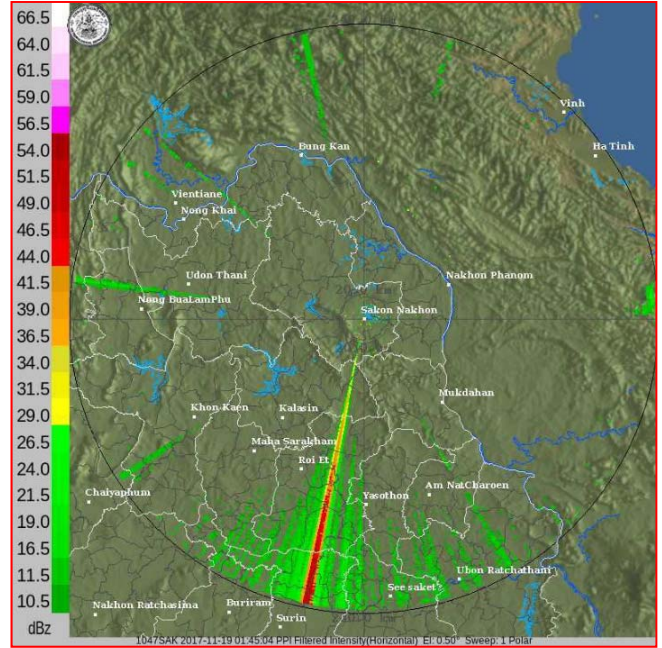 66.5
64.0
61.5
59.0
56.5
54.0
51.5
49.0
46.5
44.0
41.5
39.0
36.5
34.0
31.5
29.0
26.5
24.0
21.5
19.0
16.5
11.5
10.5
dBz
Vinh
Ha Tinh
Bung Kan
Vientiane
Nong Khai
Udon Thani
Nakhon Phanom
Nong BuaLamPhu
Sakon Nakhon
Mukdahan
Khon Kaen
Kalasin
Maha Sarakham
Roi Et
Chaiyaphum
Yasothon
Am NatCharoen
Ubon Ratchathani
See saket?
Nakhon Ratchasima
Buriram
Surin
1047SAK 2017-11-19 01:45:04 PPI Filtered Intensity(Horizontal) El: 0.50° Sweep: 1 Polar